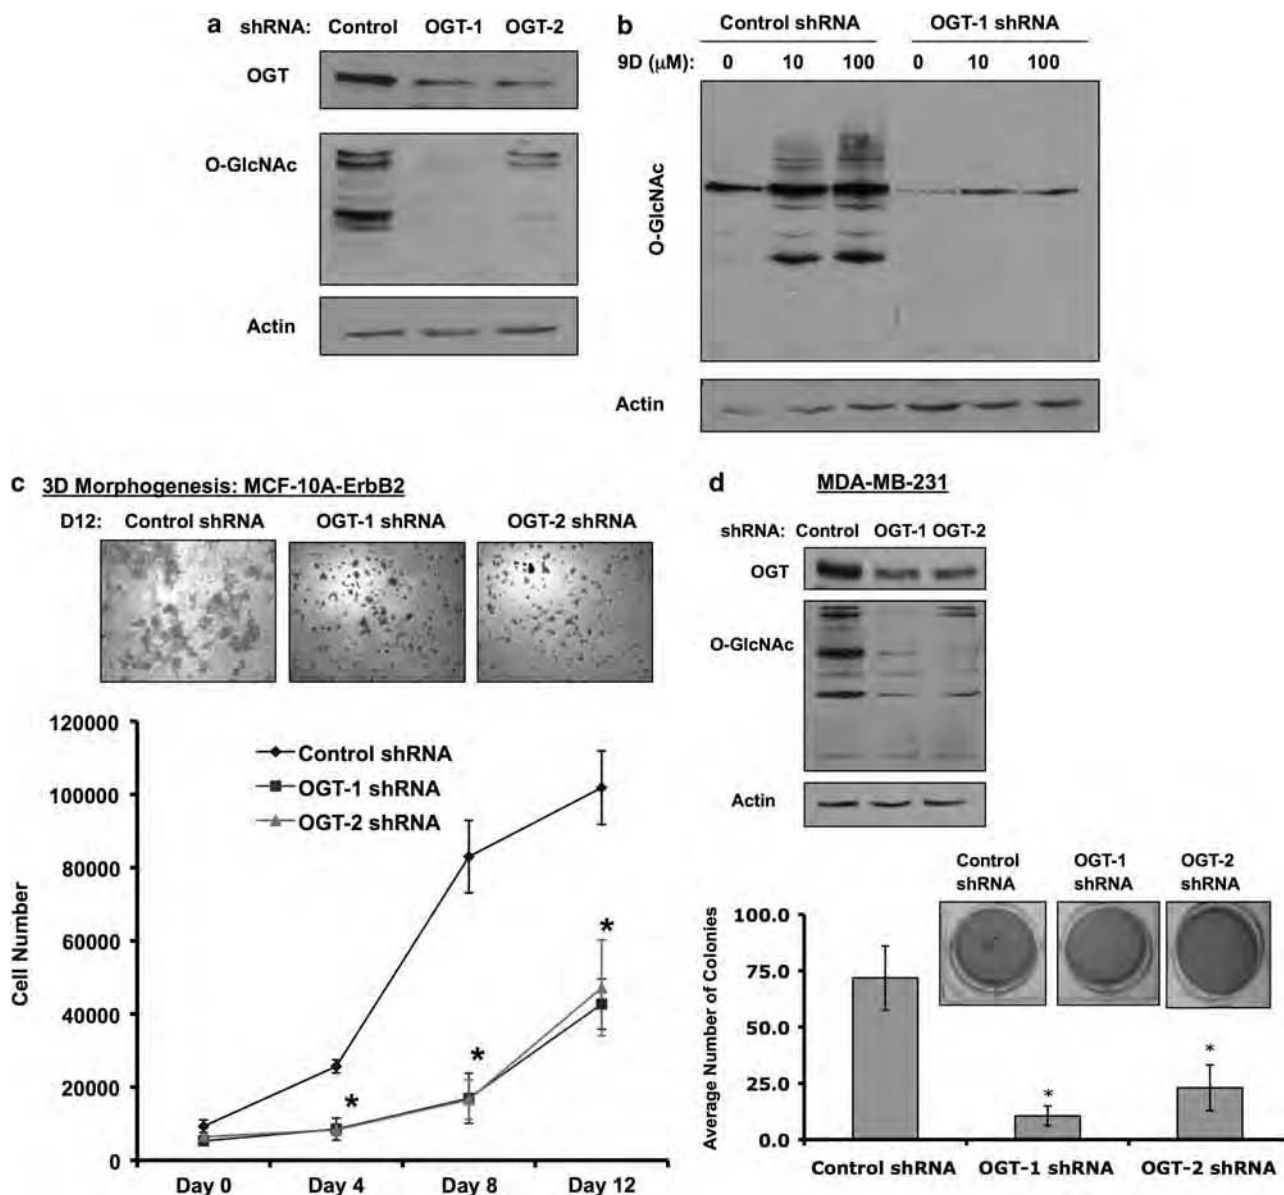 a
shRNA: Control OGT-1 OGT-2
OGT
O-GlcNAc
Actin
b
Control shRNA OGT-1 shRNA
9D (μM): 0 10 100 0 10 100
O-GlcNAc
Actin
c 3D Morphogenesis: MCF-10A-ErbB2
D12: Control shRNA OGT-1 shRNA OGT-2 shRNA
120000
100000
80000
60000
40000
20000
0
Cell Number
Control shRNA
OGT-1 shRNA
OGT-2 shRNA
*
*
*
Day 0 Day 4 Day 8 Day 12
d MDA-MB-231
shRNA: Control OGT-1 OGT-2
OGT
O-GlcNAc
Actin
Control shRNA
OGT-1 shRNA
OGT-2 shRNA
100.0
75.0
50.0
25.0
0.0
Average Number of Colonies
*
*
Control shRNA OGT-1 shRNA OGT-2 shRNA